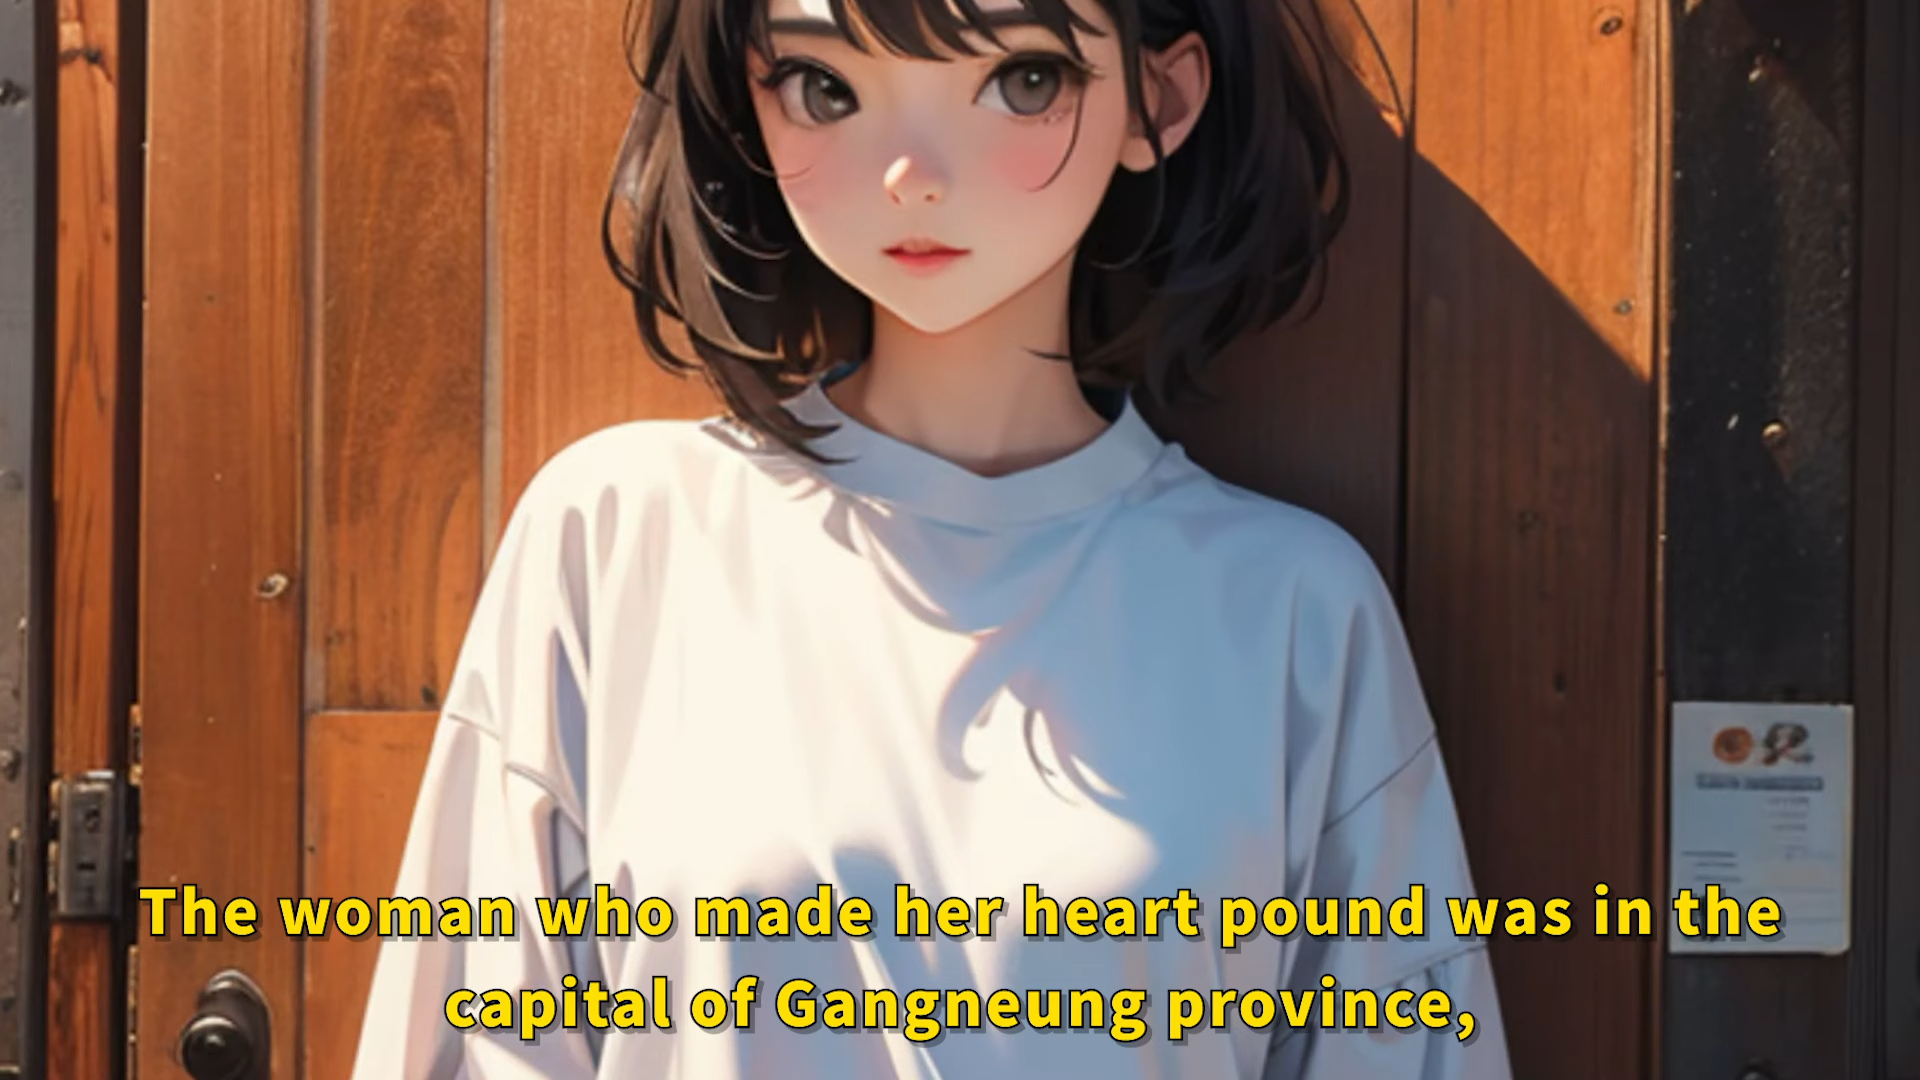 The woman who made her heart pound was in the
capital of Gangneung province,